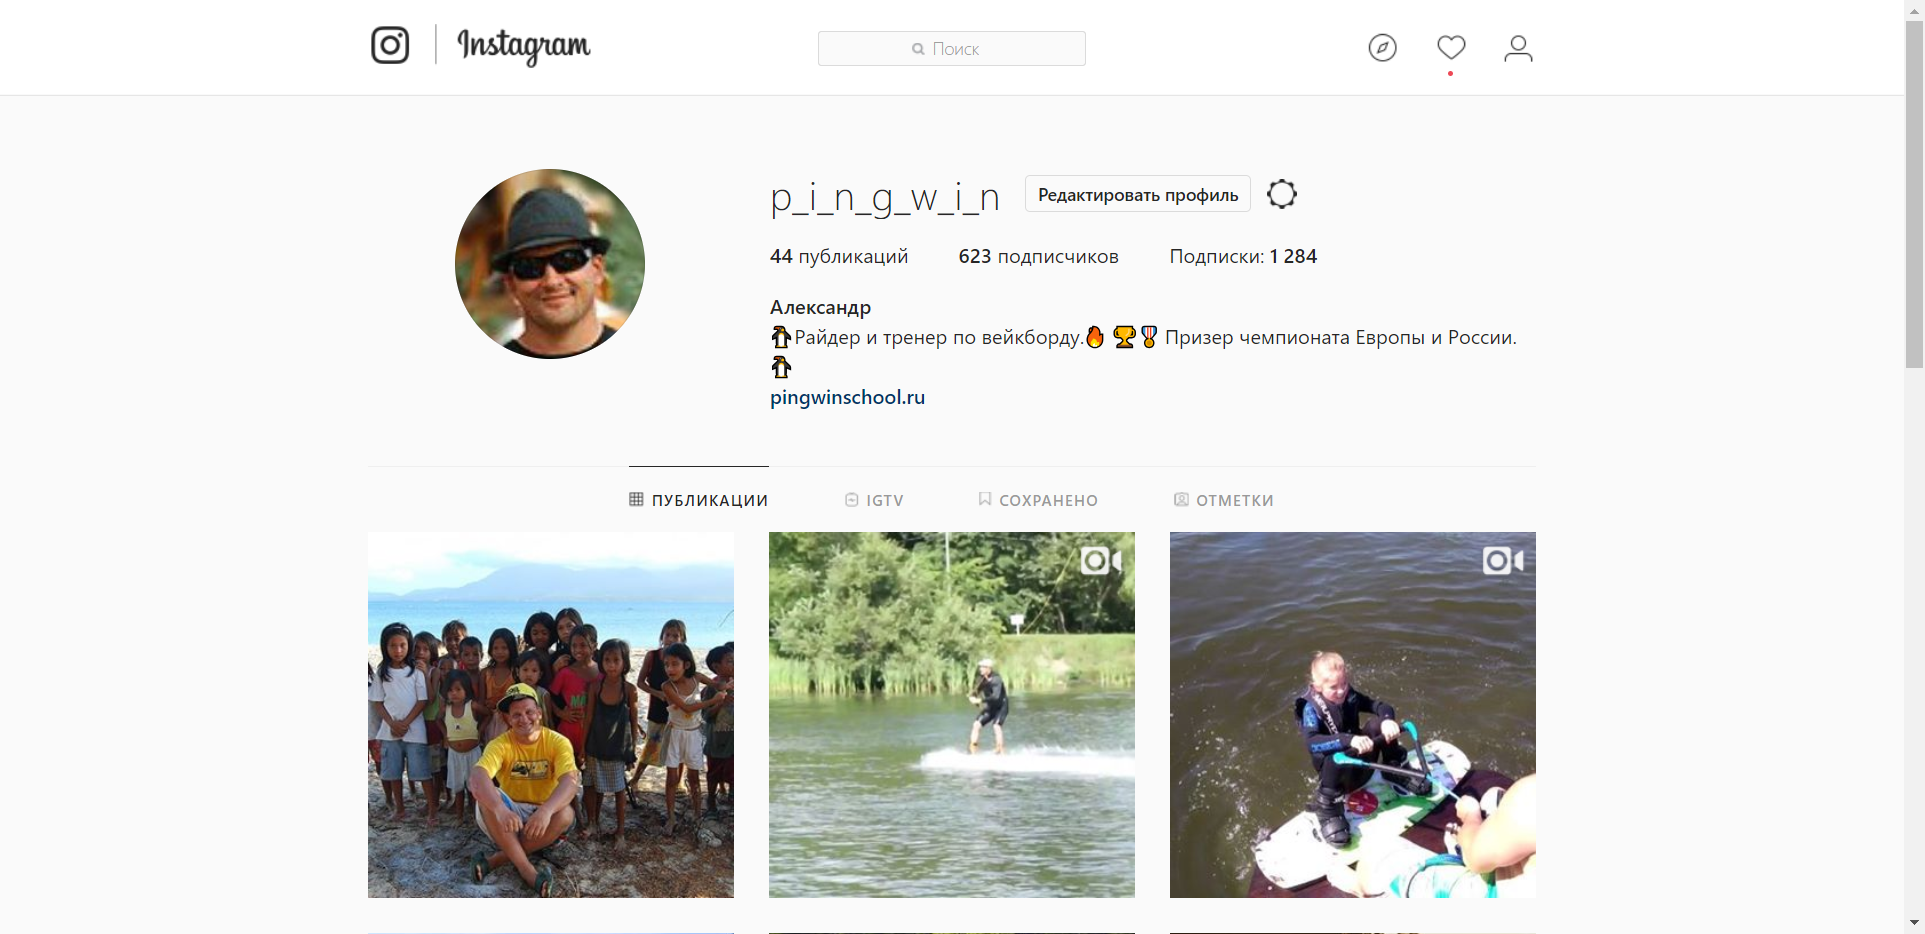 Instagram
Поиск
p_i_n_g_w_i_n Редактировать профиль
44 публикаций 623 подписчиков Подписки: 1 284
Александр
🐧Райдер и тренер по вейкборду.🔥 🏆🏅 Призер чемпионата Европы и России.
🐧
pingwinschool.ru
ПУБЛИКАЦИИ IGTV СОХРАНЕНО ОТМЕТКИ